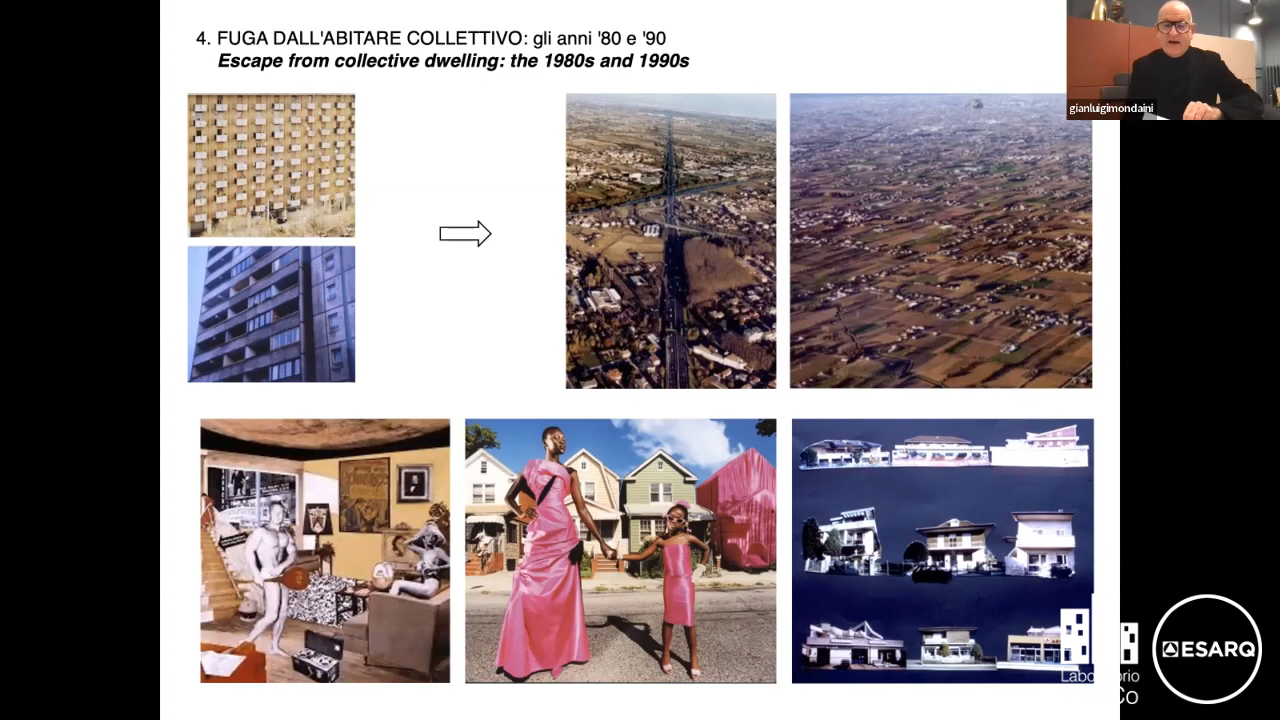 4. FUGA DALL'ABITARE COLLETTIVO: gli anni '80 e '90
Escape from collective dwelling: the 1980s and 1990s
gianluigimondaini
ESARQ